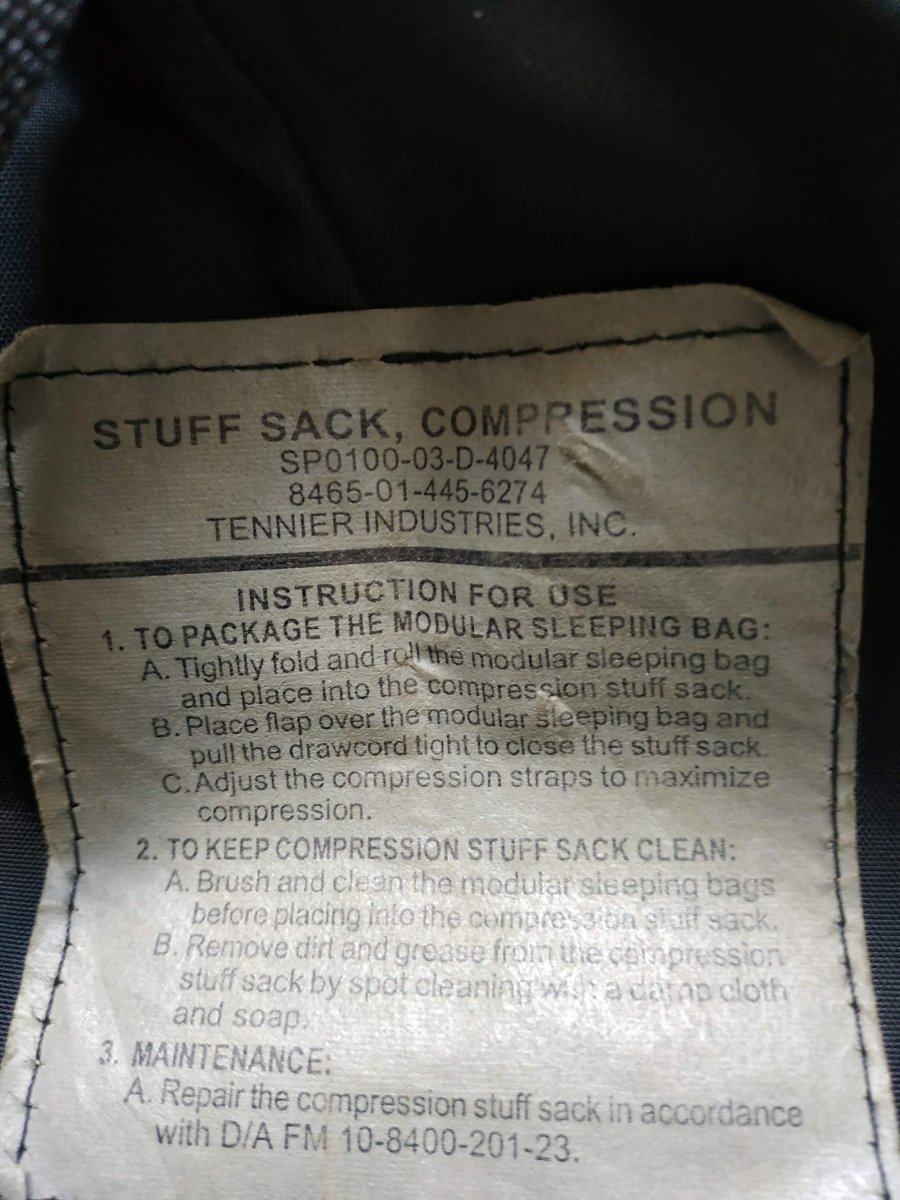 STUFF SACK, COMPRESSION
SP0100-03-D-4047
8465-01-445-6274
TENNIER INDUSTRIES, INC.
INSTRUCTION FOR USE
1. TO PACKAGE THE MODULAR SLEEPING BAG:
A. Tightly fold and roll the modular sleeping bag
and place into the compression stuff sack.
B. Place flap over the modular sleeping bag and
pull the drawcord tight to close the stuff sack.
C. Adjust the compression straps to maximize
compression.
2. TO KEEP COMPRESSION STUFF SACK CLEAN:
A. Brush and clean the modular sleeping bags
before placing into the compression stuff sack.
B. Remove dirt and grease from the compression
stuff sack by spot cleaning with a damp cloth
and soap.
3. MAINTENANCE:
A. Repair the compression stuff sack in accordance
with D/A FM 10-8400-201-23.